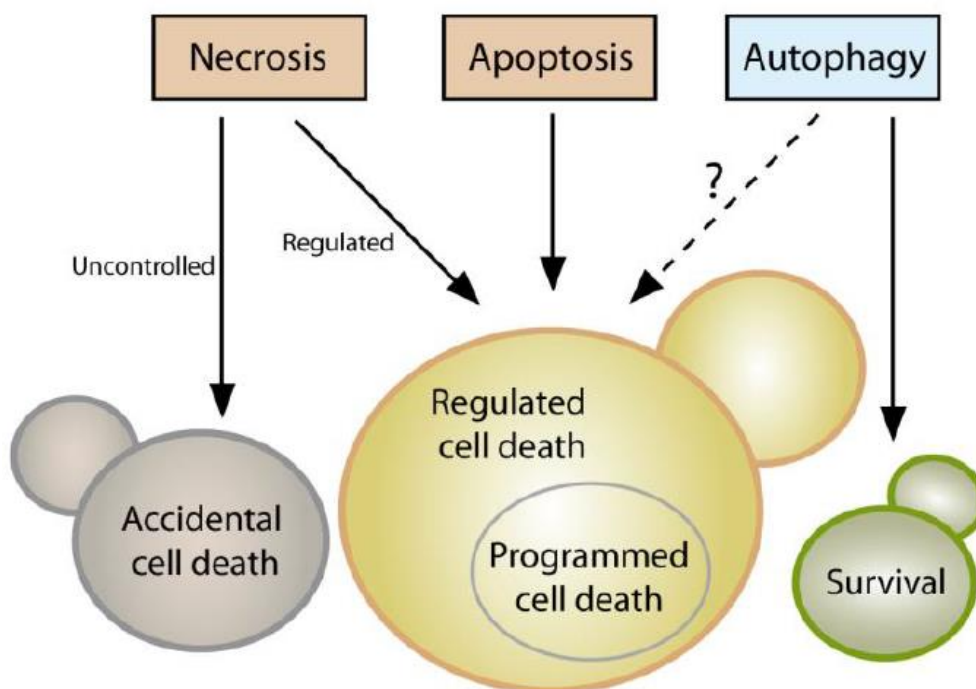 Necrosis
Apoptosis
Autophagy
?
Regulated
Uncontrolled
Regulated
cell death
Accidental
cell death
Programmed
cell death
Survival